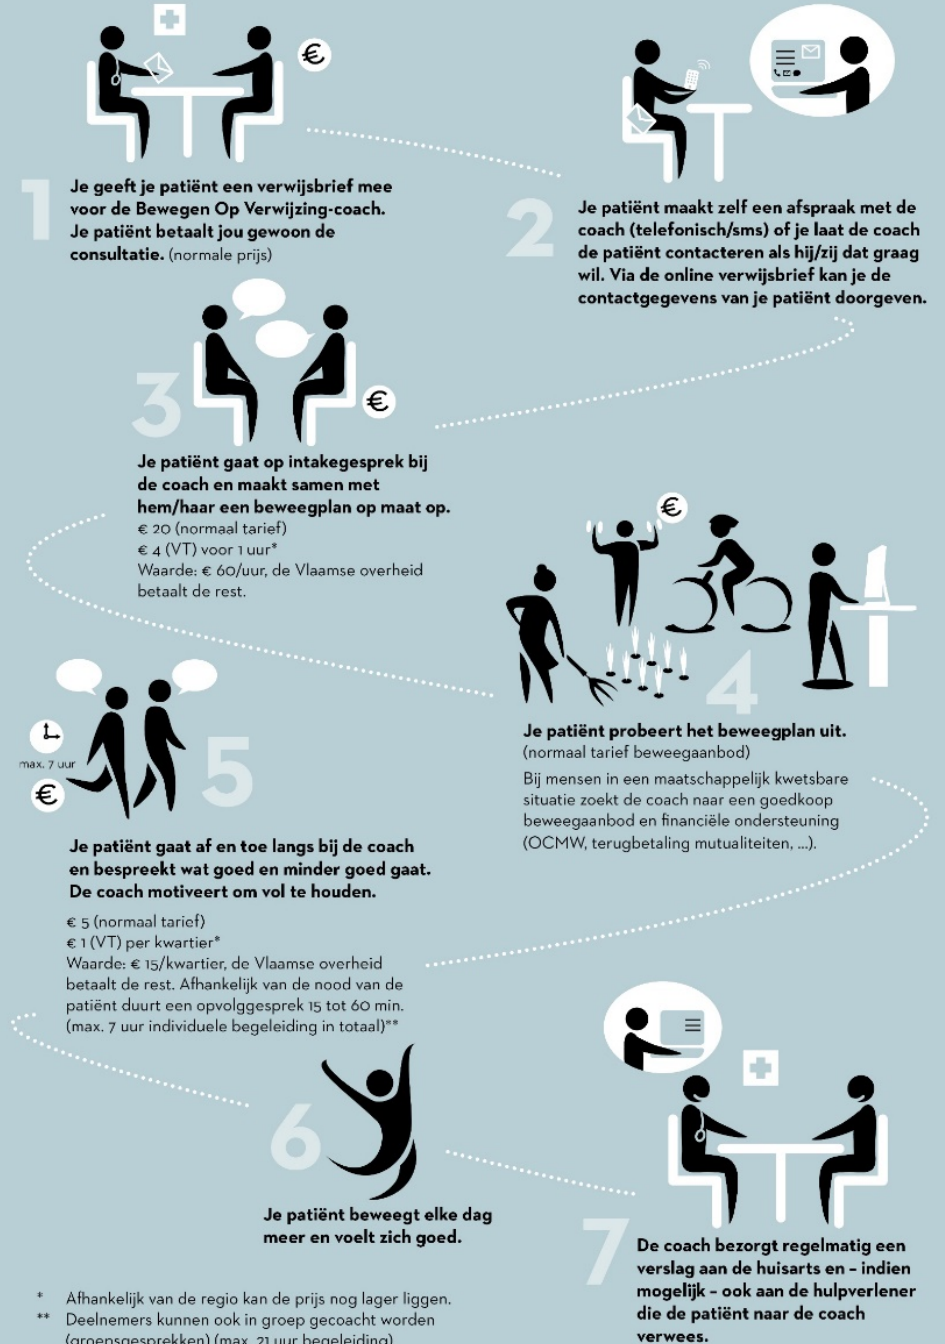 1
Je geeft je patiënt een verwijsbrief mee
voor de Bewegen Op Verwijzing-coach.
Je patiënt betaalt jou gewoon de
consultatie. (normale prijs)
€
2
Je patiënt maakt zelf een afspraak met de
coach (telefonisch/sms) of je laat de coach
de patiënt contacteren als hij/zij dat graag
wil. Via de online verwijsbrief kan je de
contactgegevens van je patiënt doorgeven.
3
€
Je patiënt gaat op intakegesprek bij
de coach en maakt samen met
hem/haar een beweegplan op maat op.
€ 20 (normaal tarief)
€ 4 (VT) voor 1 uur*
Waarde: € 60/uur, de Vlaamse overheid
betaalt de rest.
€
4
Je patiënt probeert het beweegplan uit.
(normaal tarief beweegaanbod)
Bij mensen in een maatschappelijk kwetsbare
situatie zoekt de coach naar een goedkoop
beweegaanbod en financiële ondersteuning
(OCMW, terugbetaling mutualiteiten, ...).
max. 7 uur
€
5
Je patiënt gaat af en toe langs bij de coach
en bespreekt wat goed en minder goed gaat.
De coach motiveert om vol te houden.
€ 5 (normaal tarief)
€ 1 (VT) per kwartier*
Waarde: € 15/kwartier, de Vlaamse overheid
betaalt de rest. Afhankelijk van de nood van de
patiënt duurt een opvolggesprek 15 tot 60 min.
(max. 7 uur individuele begeleiding in totaal)**
6
Je patiënt beweegt elke dag
meer en voelt zich goed.
7
De coach bezorgt regelmatig een
verslag aan de huisarts en – indien
mogelijk – ook aan de hulpverlener
die de patiënt naar de coach
verwees.
* Afhankelijk van de regio kan de prijs nog lager liggen.
** Deelnemers kunnen ook in groep gecoacht worden
(groepsgesprekken) (max. 21 uur begeleiding)